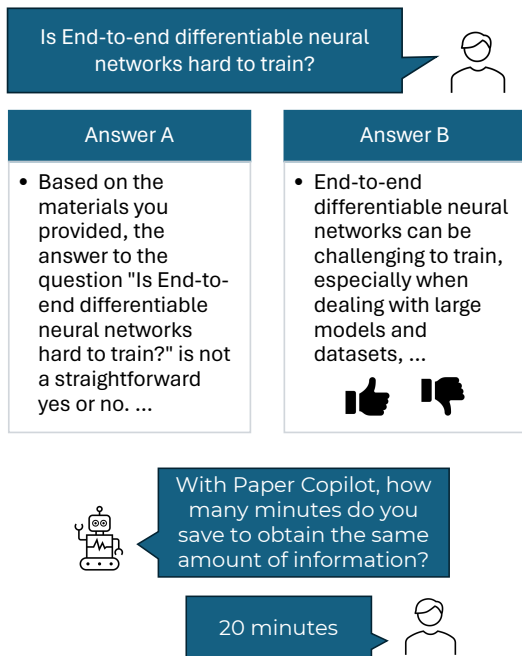 Is End-to-end differentiable neural
networks hard to train?
Answer A
• Based on the
materials you
provided, the
answer to the
question "Is End-to-
end differentiable
neural networks
hard to train?" is not
a straightforward
yes or no. ...
Answer B
• End-to-end
differentiable neural
networks can be
challenging to train,
especially when
dealing with large
models and
datasets, ...
With Paper Copilot, how
many minutes do you
save to obtain the same
amount of information?
20 minutes